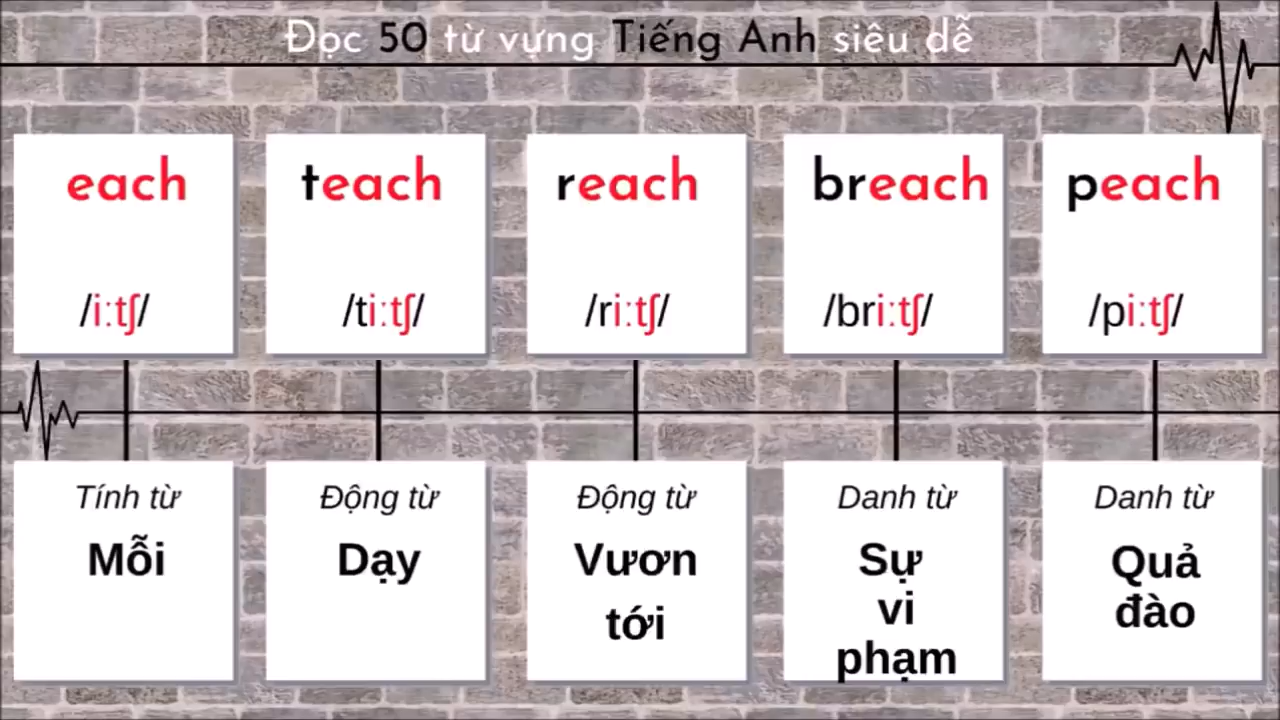 Đọc 50 từ vựng Tiếng Anh siêu dễ
each
teach
reach
breach
peach
/iːtʃ/
/tiːtʃ/
/riːtʃ/
/briːtʃ/
/piːtʃ/
Tính từ
Mỗi
Động từ
Dạy
Động từ
Vươn
tới
Danh từ
Sự
vi
phạm
Danh từ
Quả
đào